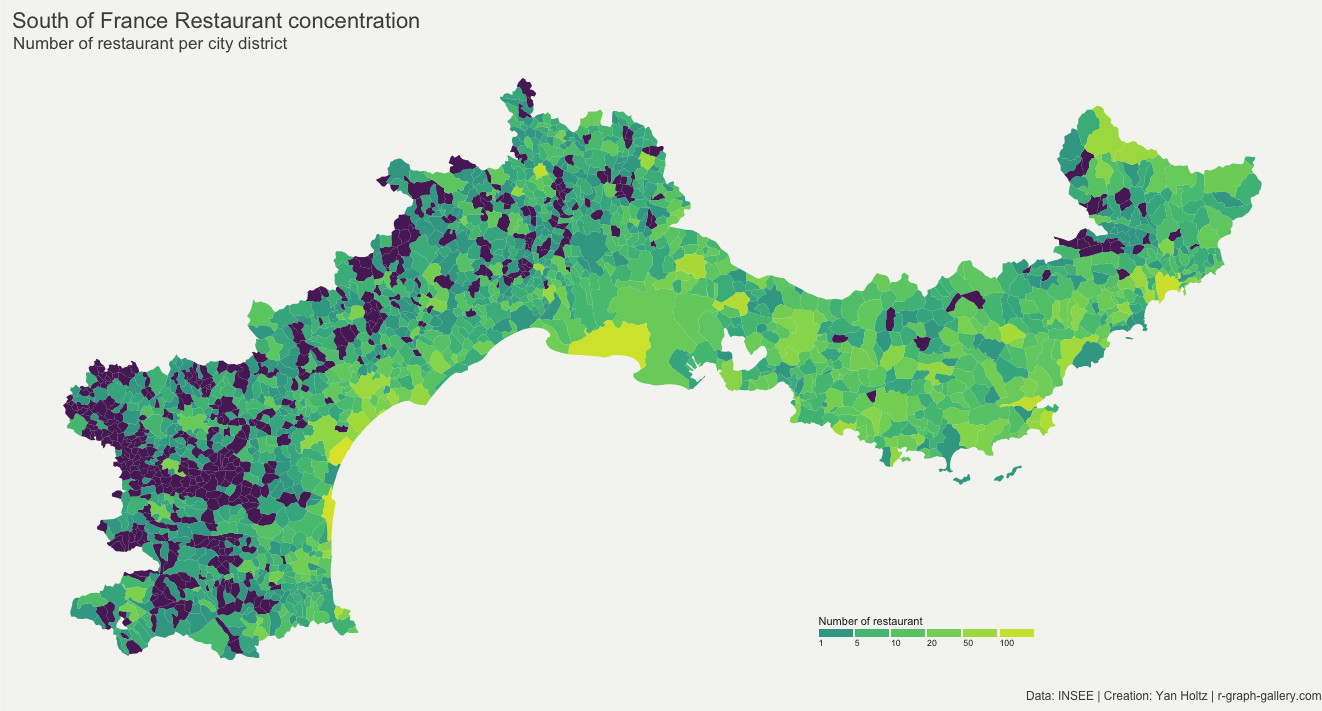 South of France Restaurant concentration
Number of restaurant per city district
Number of restaurant
1 5 10 20 50 100
Data: INSEE | Creation: Yan Holtz | r-graph-gallery.com